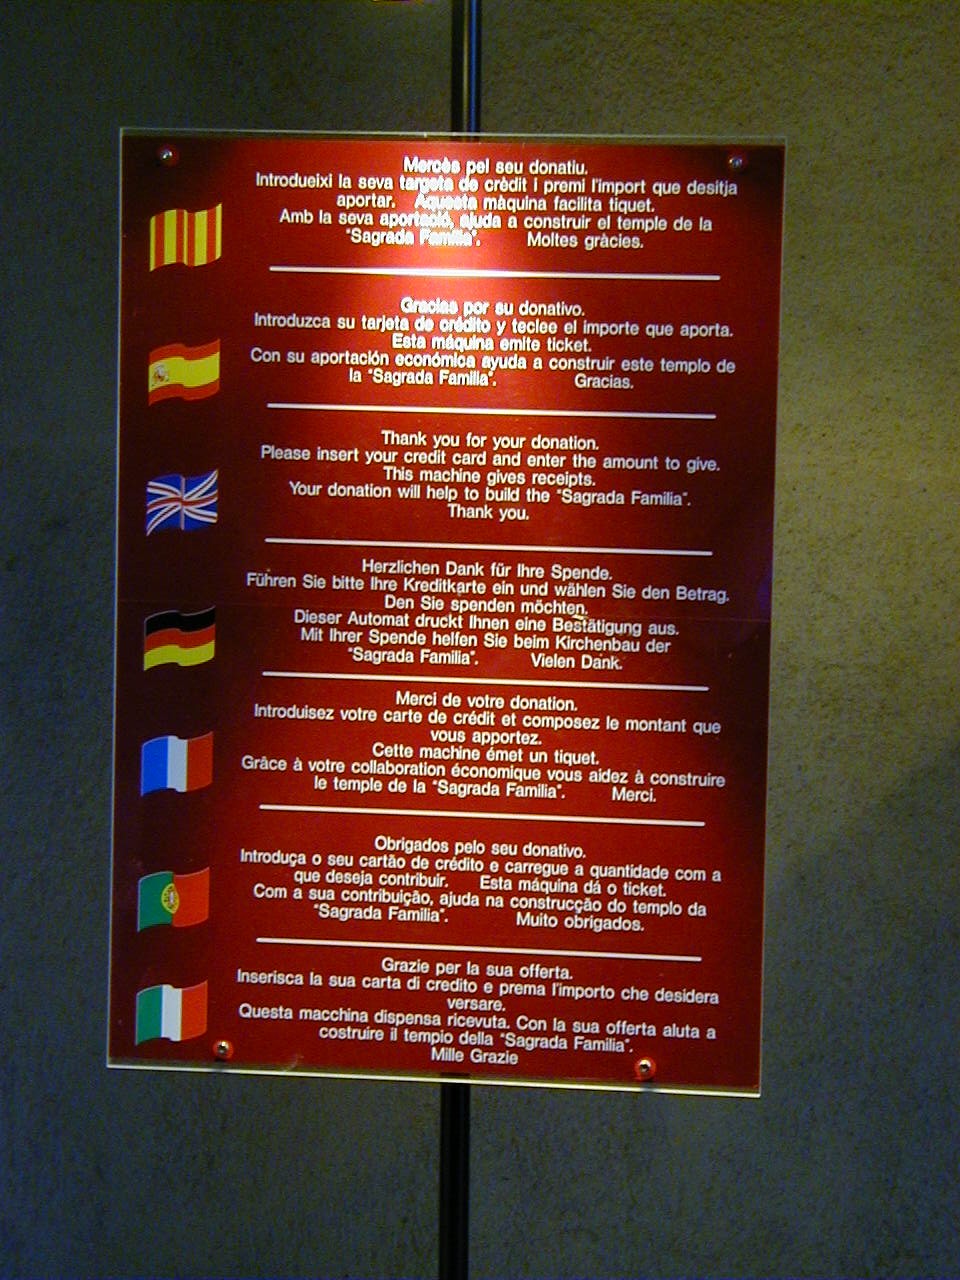 Mercès pel seu donatiu.
Introdueixi la seva targeta de crèdit i premi l'import que desitja
aportar. Aquesta màquina facilita tiquet.
Amb la seva aportació, ajuda a construir el temple de la
"Sagrada Familia". Moltes gràcies.
Gracias por su donativo.
Introduzca su tarjeta de crédito y teclee el importe que aporta.
Esta máquina emite ticket.
Con su aportación económica ayuda a construir este templo de
la "Sagrada Familia". Gracias.
Thank you for your donation.
Please insert your credit card and enter the amount to give.
This machine gives receipts.
Your donation will help to build the "Sagrada Familia".
Thank you.
Herzlichen Dank für Ihre Spende.
Führen Sie bitte Ihre Kreditkarte ein und wählen Sie den Betrag.
Den Sie spenden möchten.
Dieser Automat druckt Ihnen eine Bestätigung aus.
Mit Ihrer Spende helfen Sie beim Kirchenbau der
"Sagrada Familia". Vielen Dank.
Merci de votre donation.
Introduisez votre carte de crédit et composez le montant que
vous apportez.
Cette machine émet un tiquet.
Grâce à votre collaboration économique vous aidez à construire
le temple de la "Sagrada Familia". Merci.
Obrigados pelo seu donativo.
Introduça o seu cartão de crédito e carregue a quantidade com a
que deseja contribuir. Esta máquina dá o ticket.
Com a sua contribuição, ajuda na construcção do templo da
"Sagrada Familia". Muito obrigados.
Grazie per la sua offerta.
Inserisca la sua carta di credito e prema l'importo che desidera
versare.
Questa macchina dispensa ricevuta. Con la sua offerta aluta a
costruire il tempio della "Sagrada Familia".
Mille Grazie